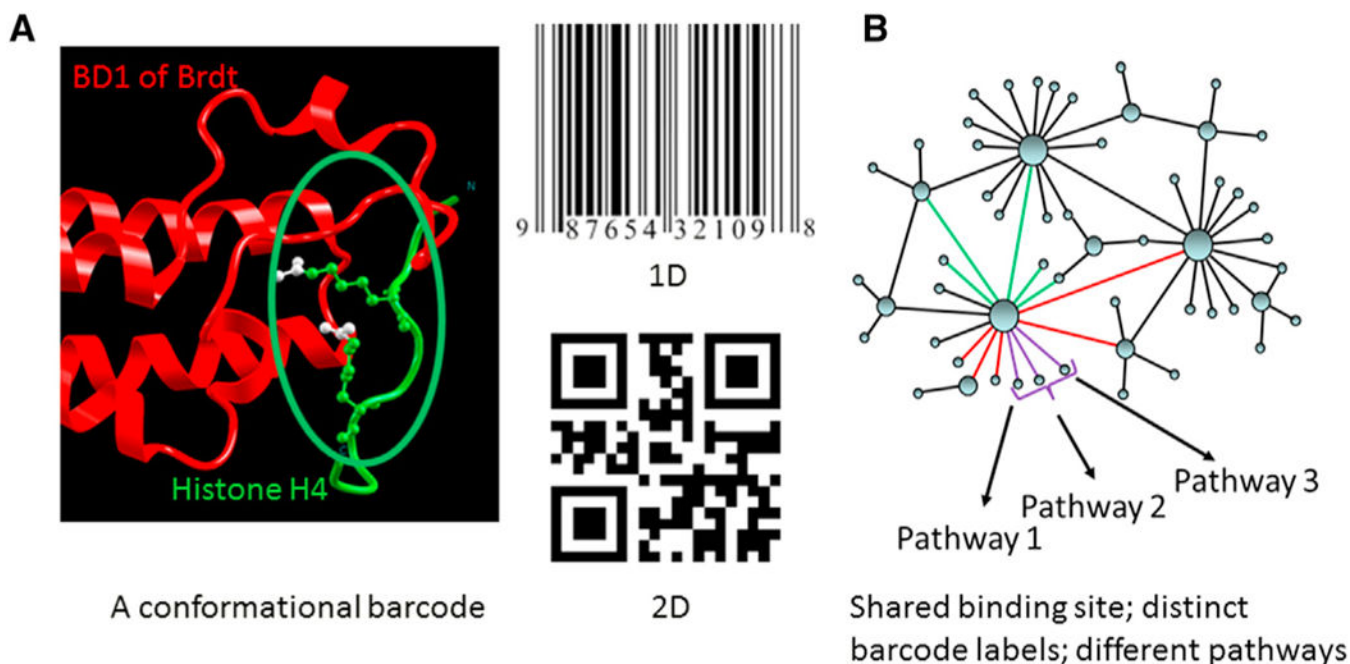 A
BD1 of Brdt
N
Histone H4
A conformational barcode
9 87654 32109 8
1D
2D
B
Pathway 1
Pathway 2
Pathway 3
Shared binding site; distinct
barcode labels; different pathways